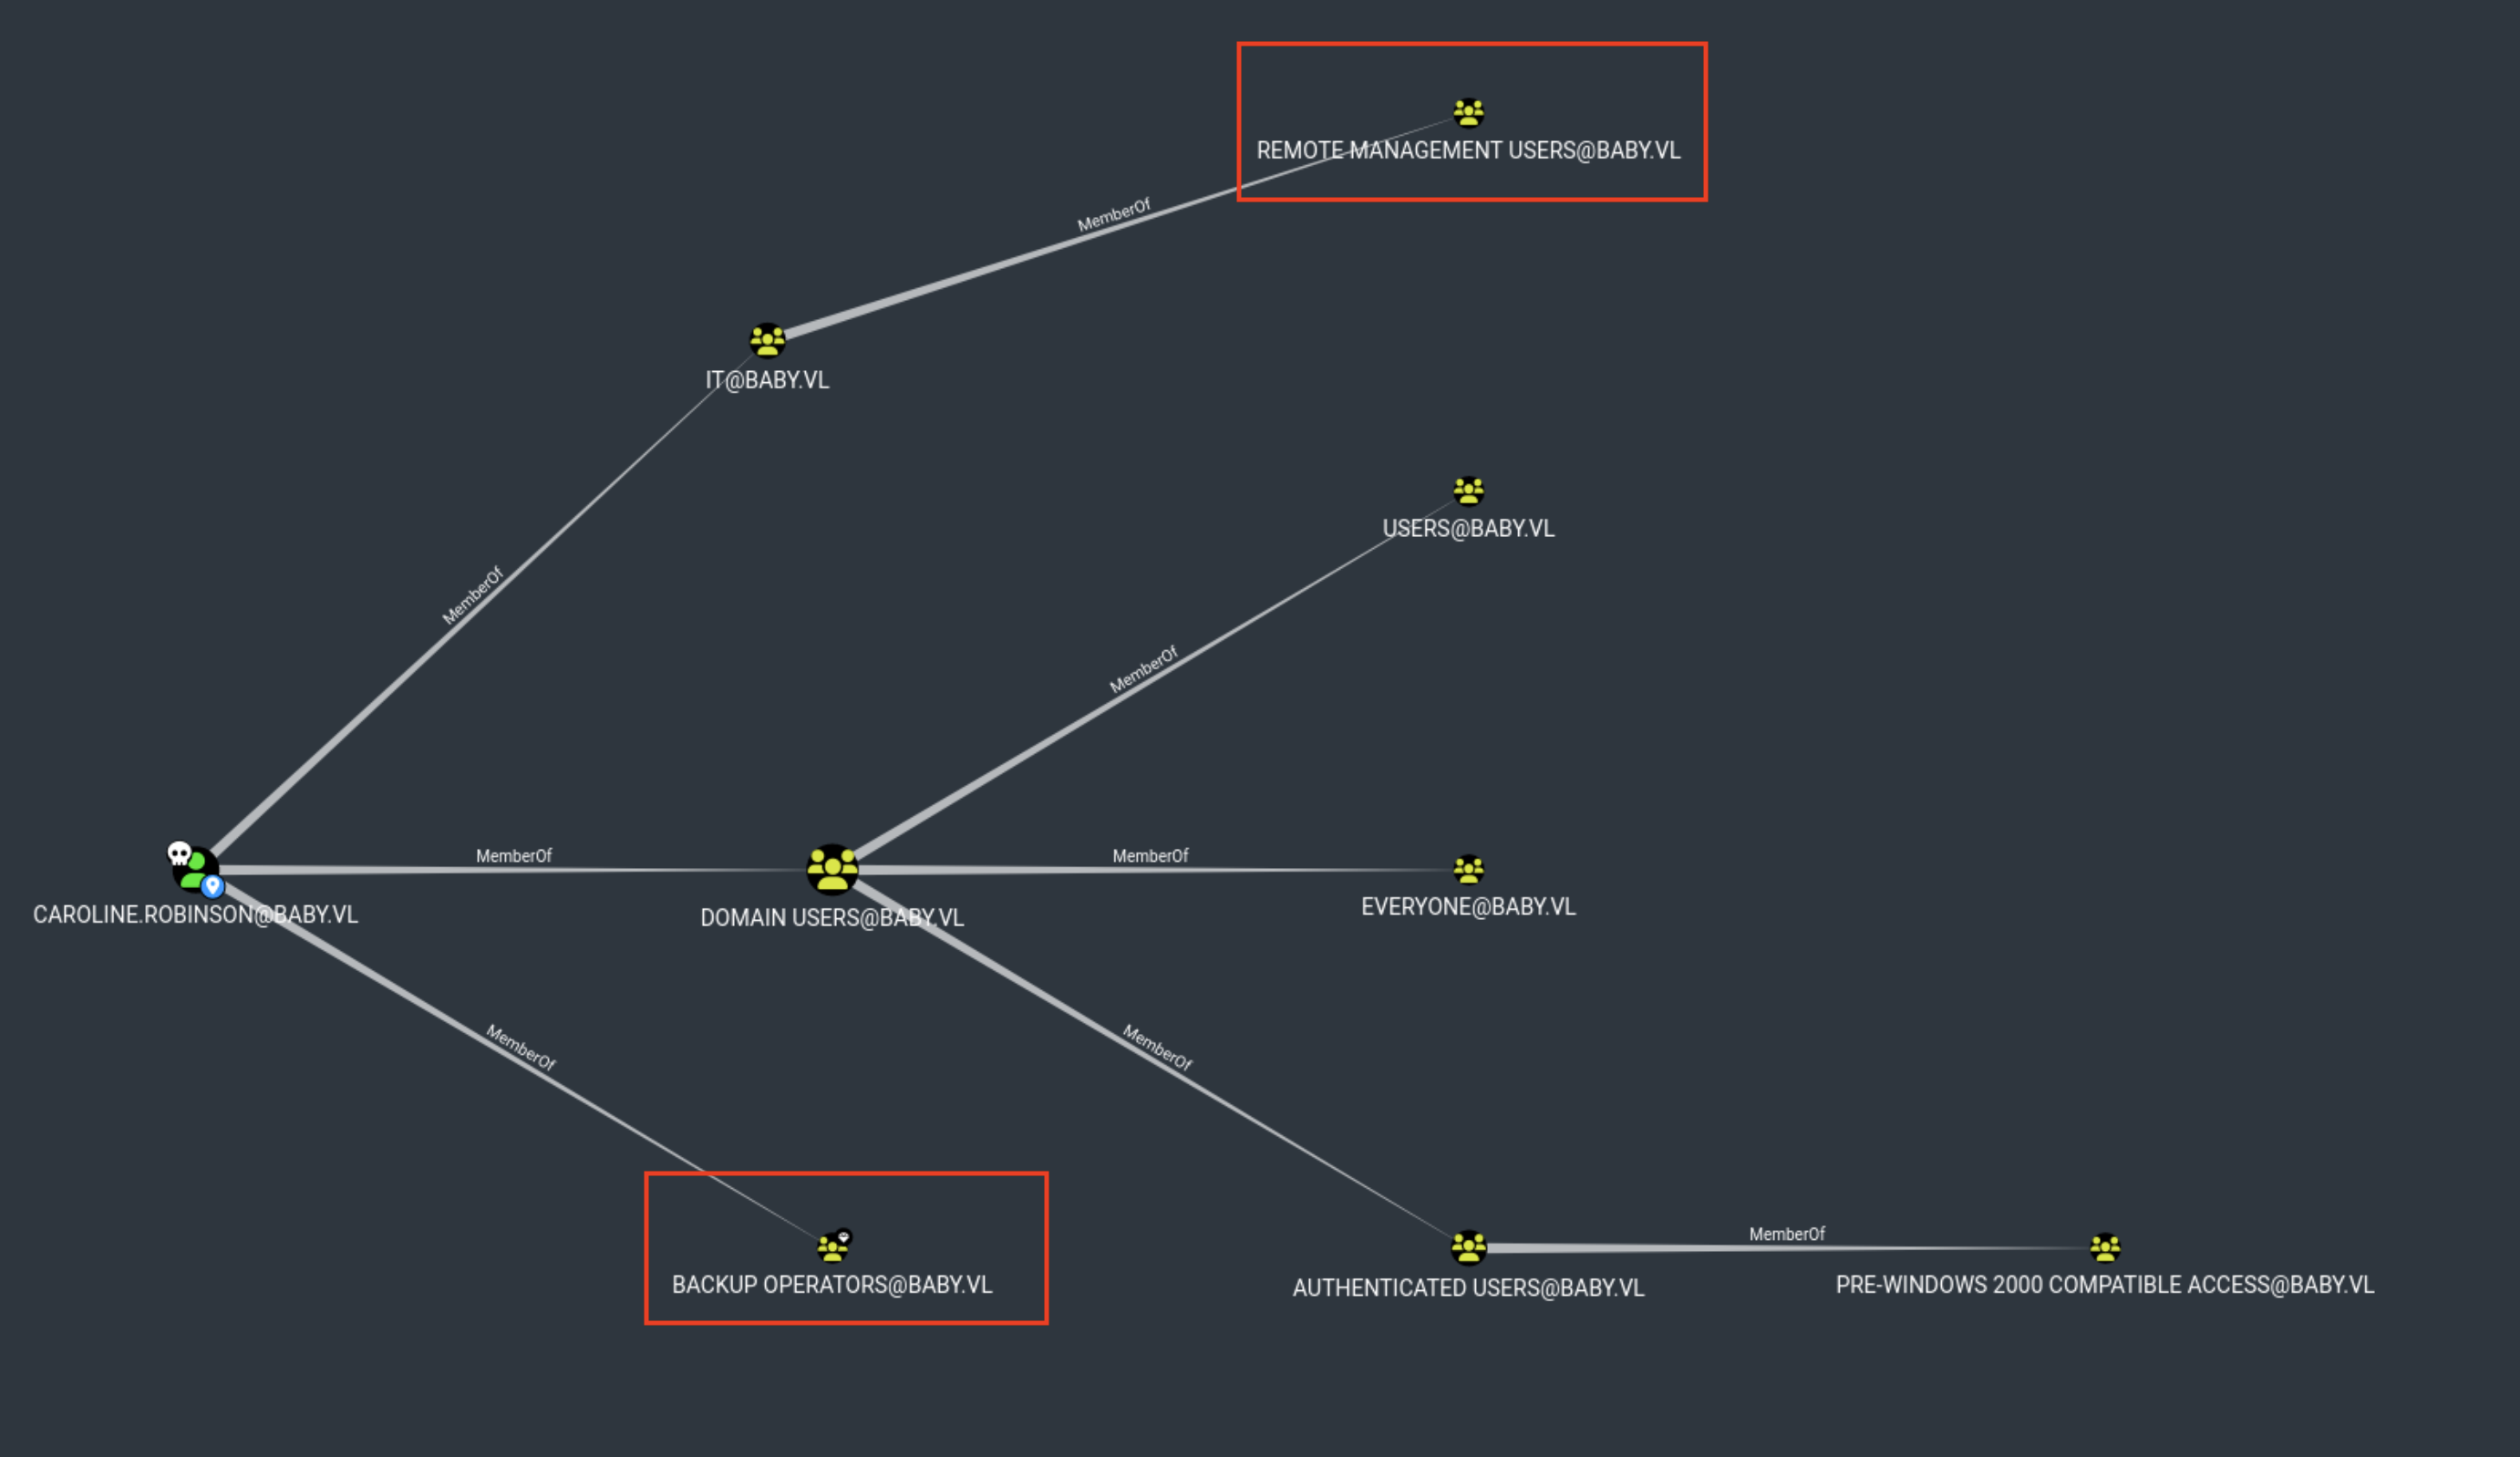 REMOTE MANAGEMENT USERS@BABY.VL
MemberOf
IT@BABY.VL
USERS@BABY.VL
MemberOf
MemberOf
MemberOf
MemberOf
CAROLINE.ROBINSON@BABY.VL
DOMAIN USERS@BABY.VL
EVERYONE@BABY.VL
MemberOf
MemberOf
MemberOf
BACKUP OPERATORS@BABY.VL
AUTHENTICATED USERS@BABY.VL
PRE-WINDOWS 2000 COMPATIBLE ACCESS@BABY.VL